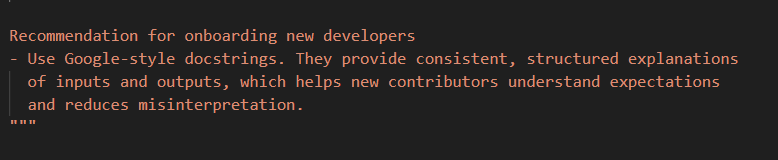 Recommendation for onboarding new developers
- Use Google-style docstrings. They provide consistent, structured explanations
of inputs and outputs, which helps new contributors understand expectations
and reduces misinterpretation.
"""